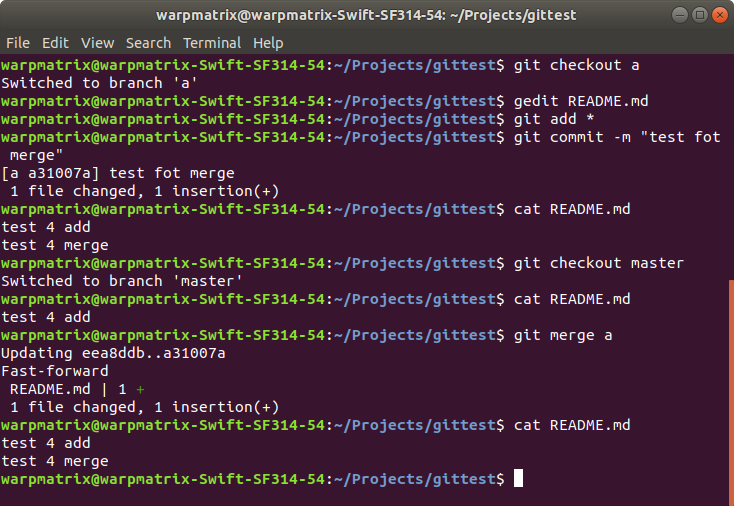 warpmatrix@warpmatrix-Swift-SF314-54: ~/Projects/gittest
File Edit View Search Terminal Help
warpmatrix@warpmatrix-Swift-SF314-54:~/Projects/gittest$ git checkout a
Switched to branch 'a'
warpmatrix@warpmatrix-Swift-SF314-54:~/Projects/gittest$ gedit README.md
warpmatrix@warpmatrix-Swift-SF314-54:~/Projects/gittest$ git add *
warpmatrix@warpmatrix-Swift-SF314-54:~/Projects/gittest$ git commit -m "test fot
 merge"
[a a31007a] test fot merge
 1 file changed, 1 insertion(+)
warpmatrix@warpmatrix-Swift-SF314-54:~/Projects/gittest$ cat README.md
test 4 add
test 4 merge
warpmatrix@warpmatrix-Swift-SF314-54:~/Projects/gittest$ git checkout master
Switched to branch 'master'
warpmatrix@warpmatrix-Swift-SF314-54:~/Projects/gittest$ cat README.md
test 4 add
warpmatrix@warpmatrix-Swift-SF314-54:~/Projects/gittest$ git merge a
Updating eea8ddb..a31007a
Fast-forward
 README.md | 1 +
 1 file changed, 1 insertion(+)
warpmatrix@warpmatrix-Swift-SF314-54:~/Projects/gittest$ cat README.md
test 4 add
test 4 merge
warpmatrix@warpmatrix-Swift-SF314-54:~/Projects/gittest$